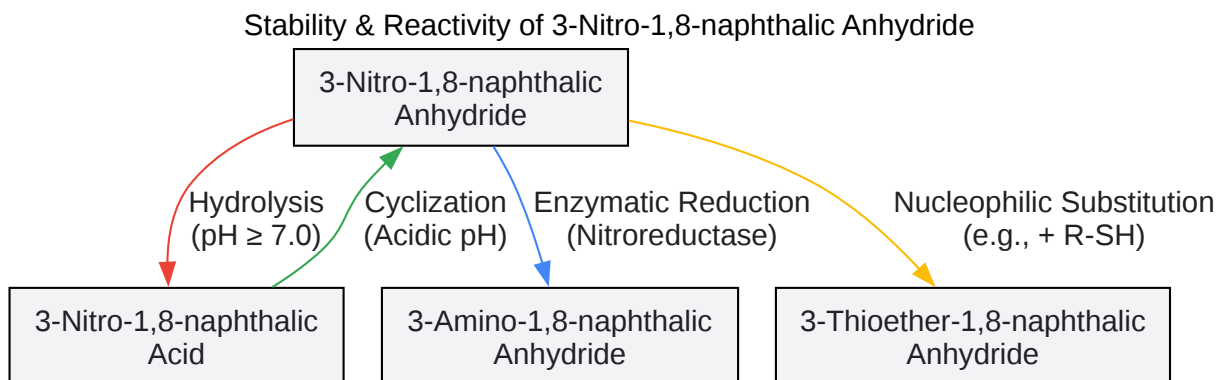 Stability & Reactivity of 3-Nitro-1,8-naphthalic Anhydride
3-Nitro-1,8-naphthalic
Anhydride
Hydrolysis
(pH ≥ 7.0)
Cyclization
(Acidic pH)
Enzymatic Reduction
(Nitroreductase)
Nucleophilic Substitution
(e.g., + R-SH)
3-Nitro-1,8-naphthalic
Acid
3-Amino-1,8-naphthalic
Anhydride
3-Thioether-1,8-naphthalic
Anhydride